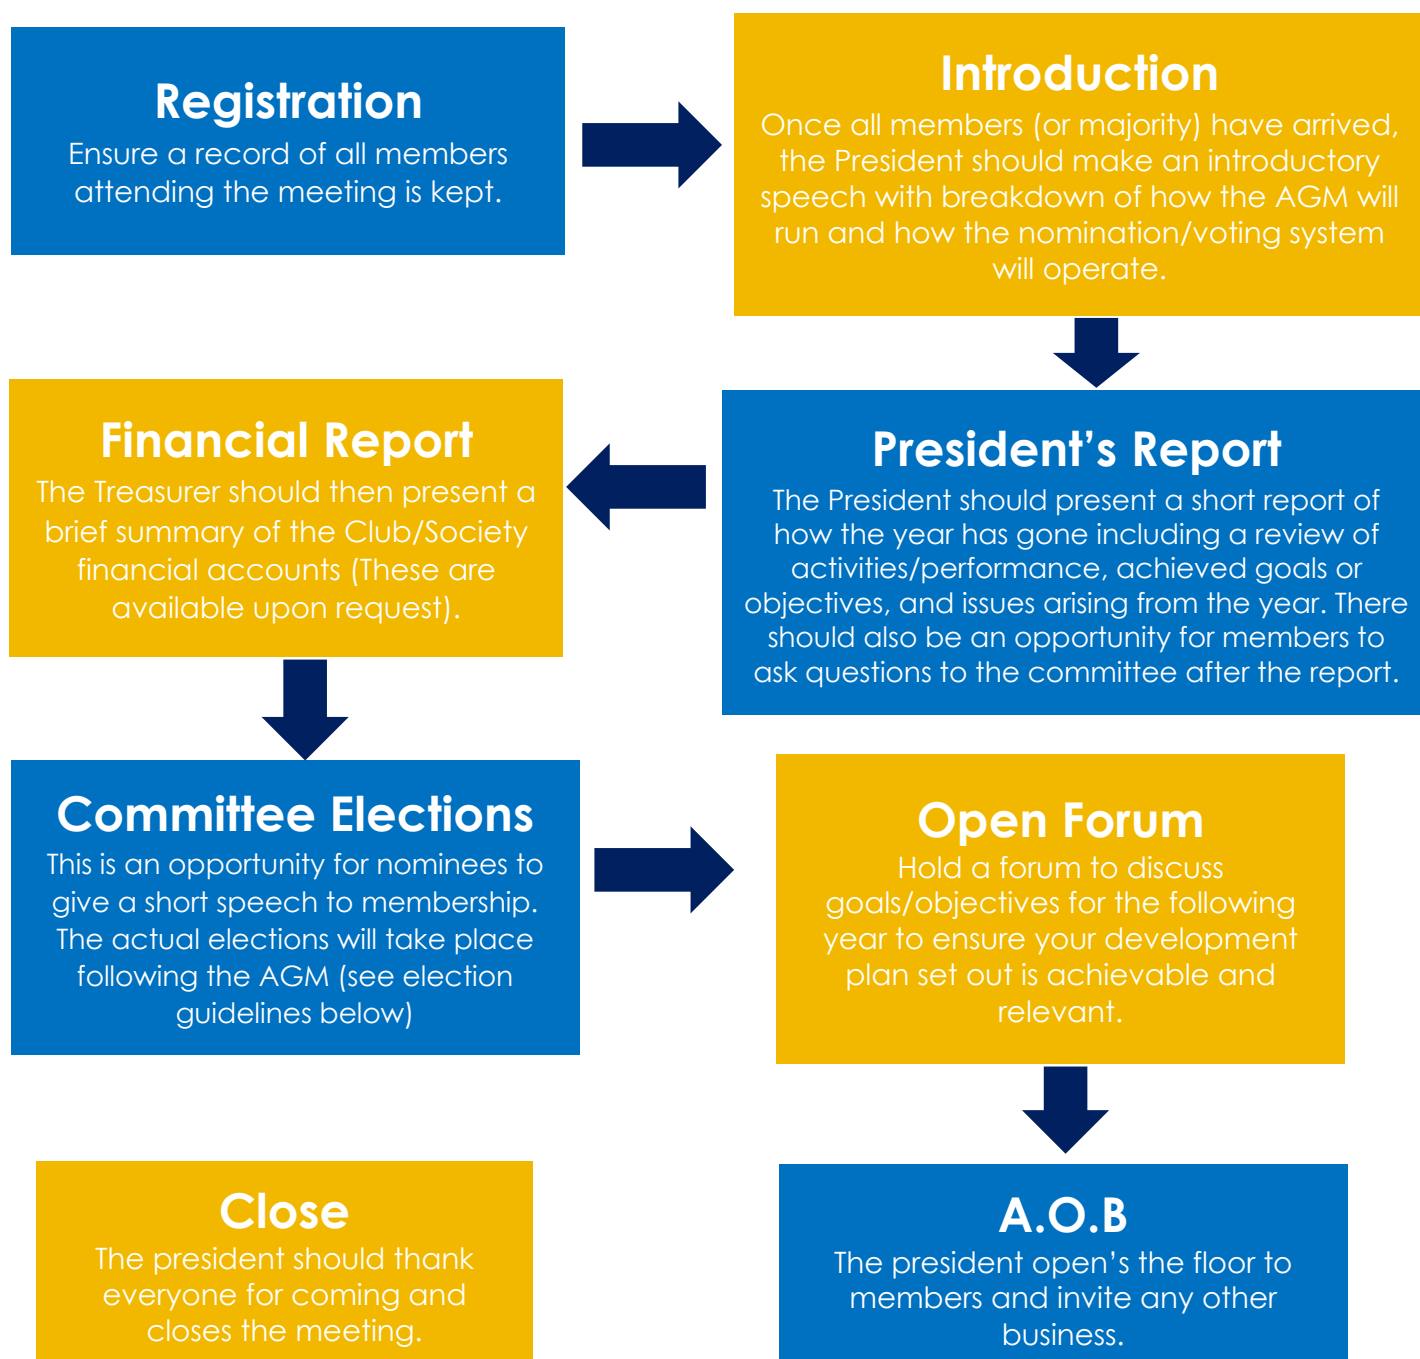 Registration
Ensure a record of all members
attending the meeting is kept.
Introduction
Once all members (or majority) have arrived,
the President should make an introductory
speech with breakdown of how the AGM will
run and how the nomination/voting system
will operate.
President’s Report
The President should present a short report of
how the year has gone including a review of
activities/performance, achieved goals or
objectives, and issues arising from the year. There
should also be an opportunity for members to
ask questions to the committee after the report.
Financial Report
The Treasurer should then present a
brief summary of the Club/Society
financial accounts (These are
available upon request).
Committee Elections
This is an opportunity for nominees to
give a short speech to membership.
The actual elections will take place
following the AGM (see election
guidelines below)
Open Forum
Hold a forum to discuss
goals/objectives for the following
year to ensure your development
plan set out is achievable and
relevant.
A.O.B
The president open’s the floor to
members and invite any other
business.
Close
The president should thank
everyone for coming and
closes the meeting.